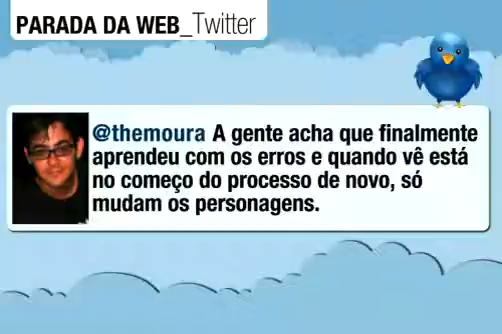 PARADA DA WEB_Twitter
@themoura A gente acha que finalmente
aprendeu com os erros e quando vê está
no começo do processo de novo, só
mudam os personagens.